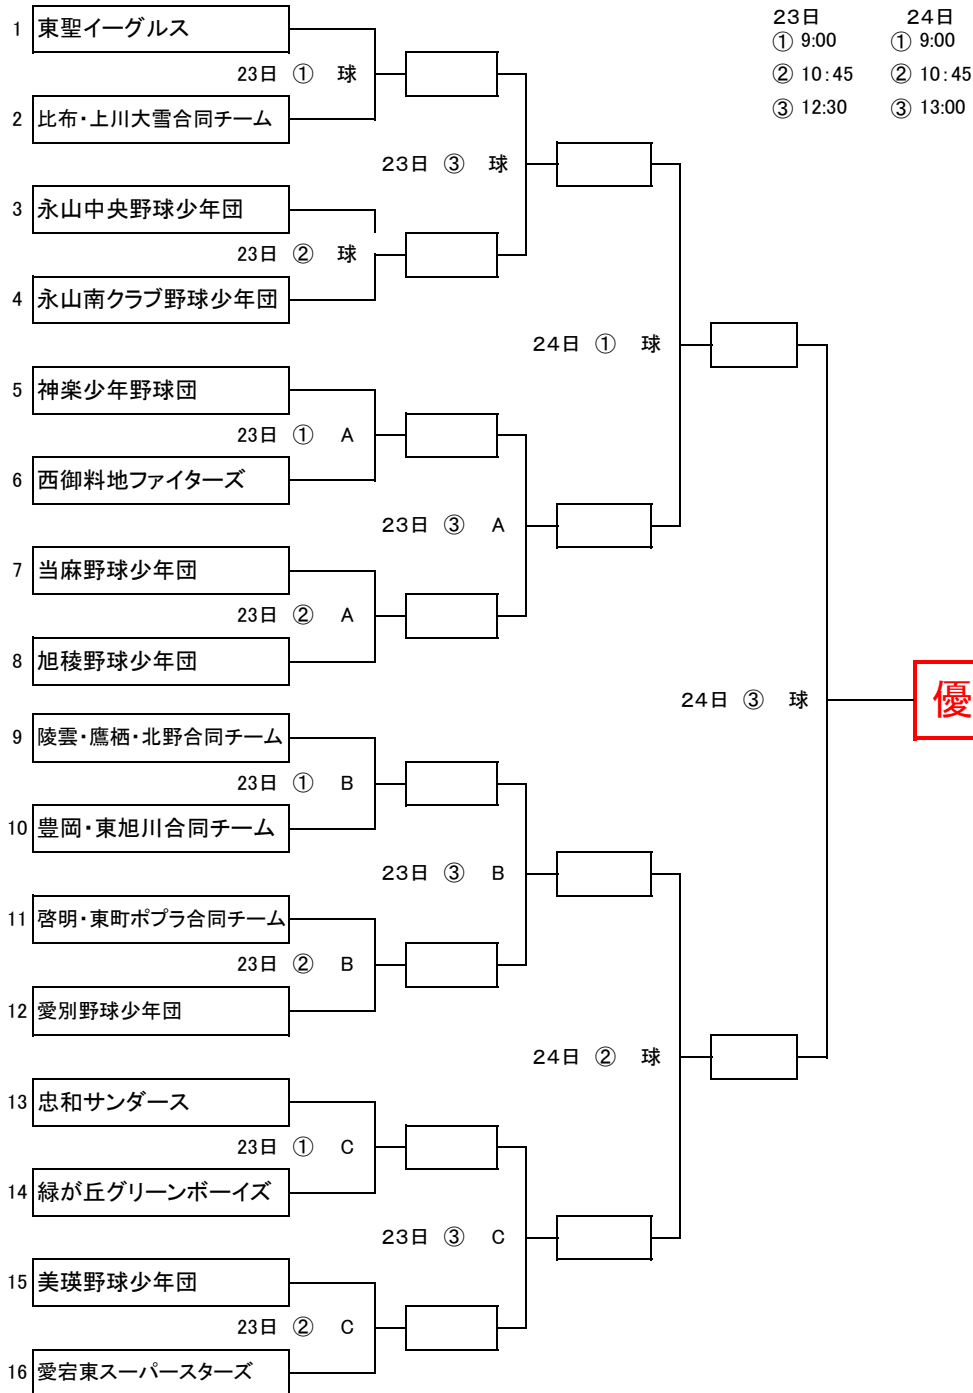 23日 24日
① 9:00 ① 9:00
② 10:45 ② 10:45
③ 12:30 ③ 13:00
1 東聖イーグルス
23日 ① 球
2 比布・上川大雪合同チーム
23日 ③ 球
3 永山中央野球少年団
23日 ② 球
4 永山南クラブ野球少年団
24日 ① 球
5 神楽少年野球団
23日 ① A
6 西御料地ファイターズ
23日 ③ A
7 当麻野球少年団
23日 ② A
8 旭稜野球少年団
24日 ③ 球
優
9 陵雲・鷹栖・北野合同チーム
23日 ① B
10 豊岡・東旭川合同チーム
23日 ③ B
11 啓明・東町ポプラ合同チーム
23日 ② B
12 愛別野球少年団
24日 ② 球
13 忠和サンダース
23日 ① C
14 緑が丘グリーンボーイズ
23日 ③ C
15 美瑛野球少年団
23日 ② C
16 愛宕東スーパースターズ